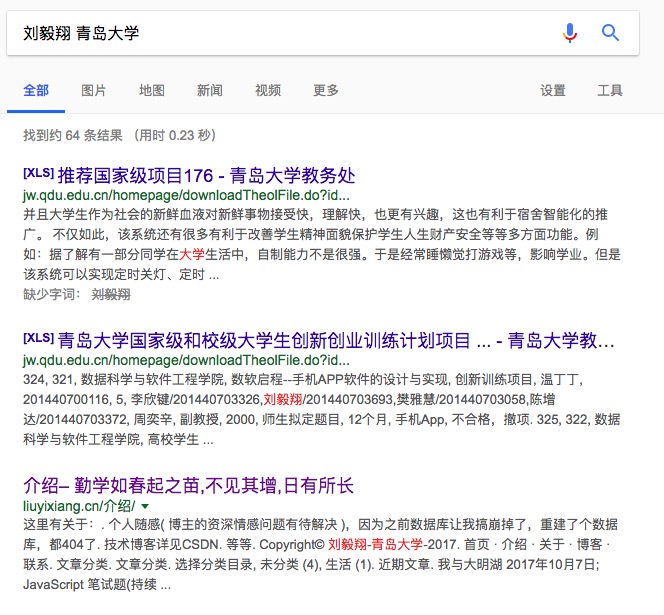 刘毅翔 青岛大学
全部 图片 地图 新闻 视频 更多 设置 工具
找到约 64 条结果 （用时 0.23 秒）
[XLS] 推荐国家级项目176 - 青岛大学教务处
jw.qdu.edu.cn/homepage/downloadTheolFile.do?id...
并且大学生作为社会的新鲜血液对新鲜事物接受快，理解快，也更有兴趣，这也有利于宿舍智能化的推
广。 不仅如此，该系统还有很多有利于改善学生精神面貌保护学生人生财产安全等等多方面功能。例
如：据了解有一部分同学在大学生活中，自制能力不是很强。于是经常睡懒觉打游戏等，影响学业。但是
该系统可以实现定时关灯、定时 ...
缺少字词： 刘毅翔
[XLS] 青岛大学国家级和校级大学生创新创业训练计划项目 ... - 青岛大学教...
jw.qdu.edu.cn/homepage/downloadTheolFile.do?id...
324, 321, 数据科学与软件工程学院, 数软启程--手机APP软件的设计与实现, 创新训练项目, 温丁丁,
201440700116, 5, 李欣键/201440703326,刘毅翔/201440703693,樊雅慧/201440703058,陈增
达/201440703372, 周奕辛, 副教授, 2000, 师生拟定题目, 12个月, 手机App, 不合格，撤项. 325, 322, 数据
科学与软件工程学院, 高校学生 ...
介绍– 勤学如春起之苗,不见其增,日有所长
liuyixiang.cn/介绍/
这里有关于：. 个人随感( 博主的资深情感问题有待解决 )，因为之前数据库让我搞崩掉了，重建了个数据
库，都404了. 技术博客详见CSDN. 等等. Copyright© 刘毅翔-青岛大学-2017. 首页 · 介绍 · 关于 · 博客 ·
联系. 文章分类. 文章分类. 选择分类目录, 未分类 (4), 生活 (1). 近期文章. 我与大明湖 2017年10月7日;
JavaScript 笔试题(持续 ...